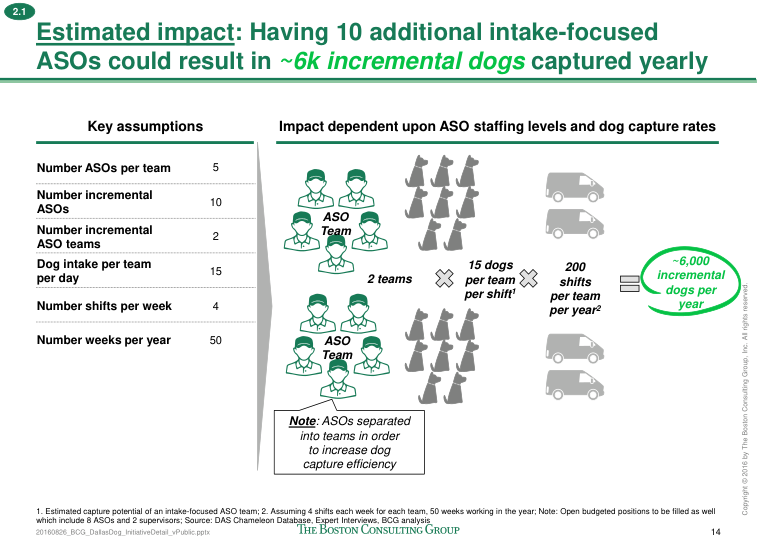 2.1
Estimated impact: Having 10 additional intake-focused
ASOs could result in ~6k incremental dogs captured yearly
Key assumptions
Number ASOs per team 5
Number incremental
ASOs 10
Number incremental
ASO teams 2
Dog intake per team
per day 15
Number shifts per week 4
Number weeks per year 50
Impact dependent upon ASO staffing levels and dog capture rates
ASO
Team
2 teams
15 dogs
per team
per shift¹
200
shifts
per team
per year²
~6,000
incremental
dogs per
year
ASO
Team
Note: ASOs separated
into teams in order
to increase dog
capture efficiency
1. Estimated capture potential of an intake-focused ASO team; 2. Assuming 4 shifts each week for each team, 50 weeks working in the year; Note: Open budgeted positions to be filled as well
which include 8 ASOs and 2 supervisors; Source: DAS Chameleon Database, Expert Interviews, BCG analysis
20160826_BCG_DallasDog_InitiativeDetail_vPublic.pptx
THE BOSTON CONSULTING GROUP
14
Copyright © 2016 by The Boston Consulting Group, Inc. All rights reserved.